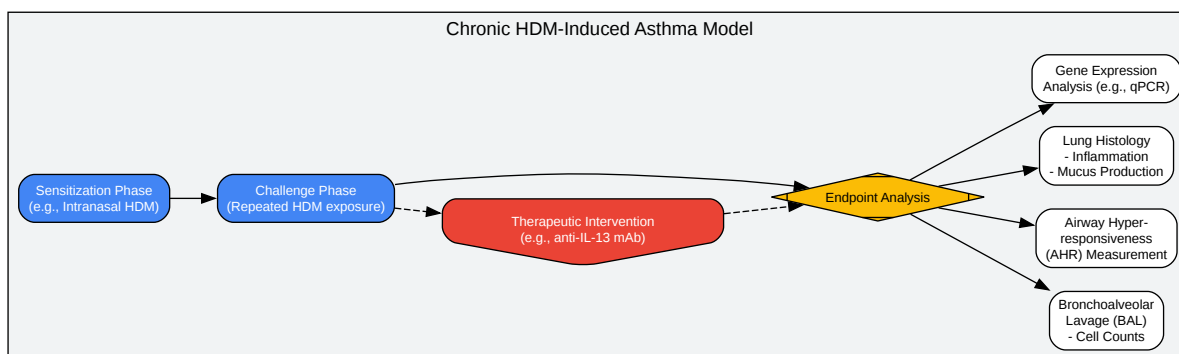 Chronic HDM-Induced Asthma Model
Sensitization Phase
(e.g., Intranasal HDM)
Challenge Phase
(Repeated HDM exposure)
Therapeutic Intervention
(e.g., anti-IL-13 mAb)
Endpoint Analysis
Gene Expression
Analysis (e.g., qPCR)
Lung Histology
- Inflammation
- Mucus Production
Airway Hyper-
responsiveness
(AHR) Measurement
Bronchoalveolar
Lavage (BAL)
- Cell Counts